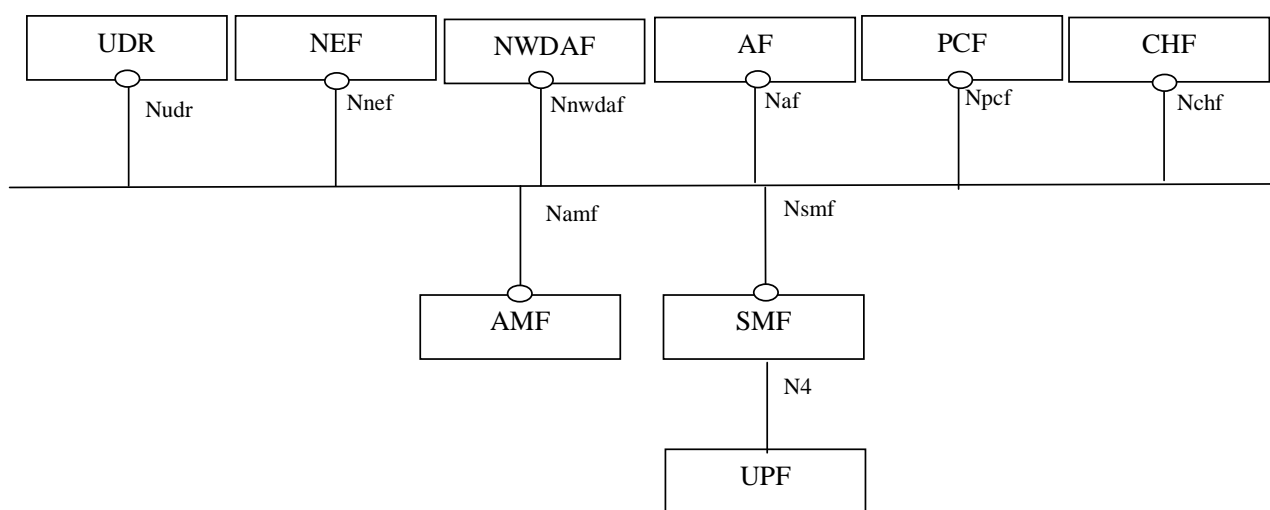 UDR
NEF
NWDAF
AF
PCF
CHF
Nudr
Nnef
Nnwdaf
Naf
Npcf
Nchf
Namf
Nsmf
AMF
SMF
N4
UPF